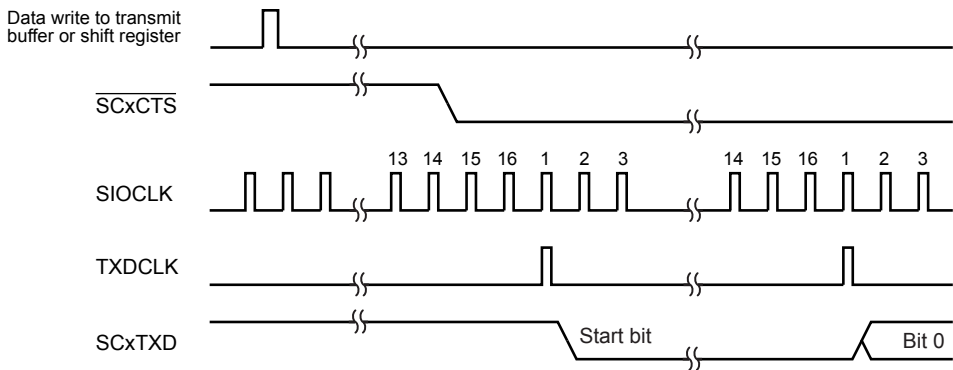 Data write to transmit
buffer or shift register
SCxCTS
13 14 15 16 1 2 3 14 15 16 1 2 3
SIOCLK
TXDCLK
SCxTXD Start bit Bit 0